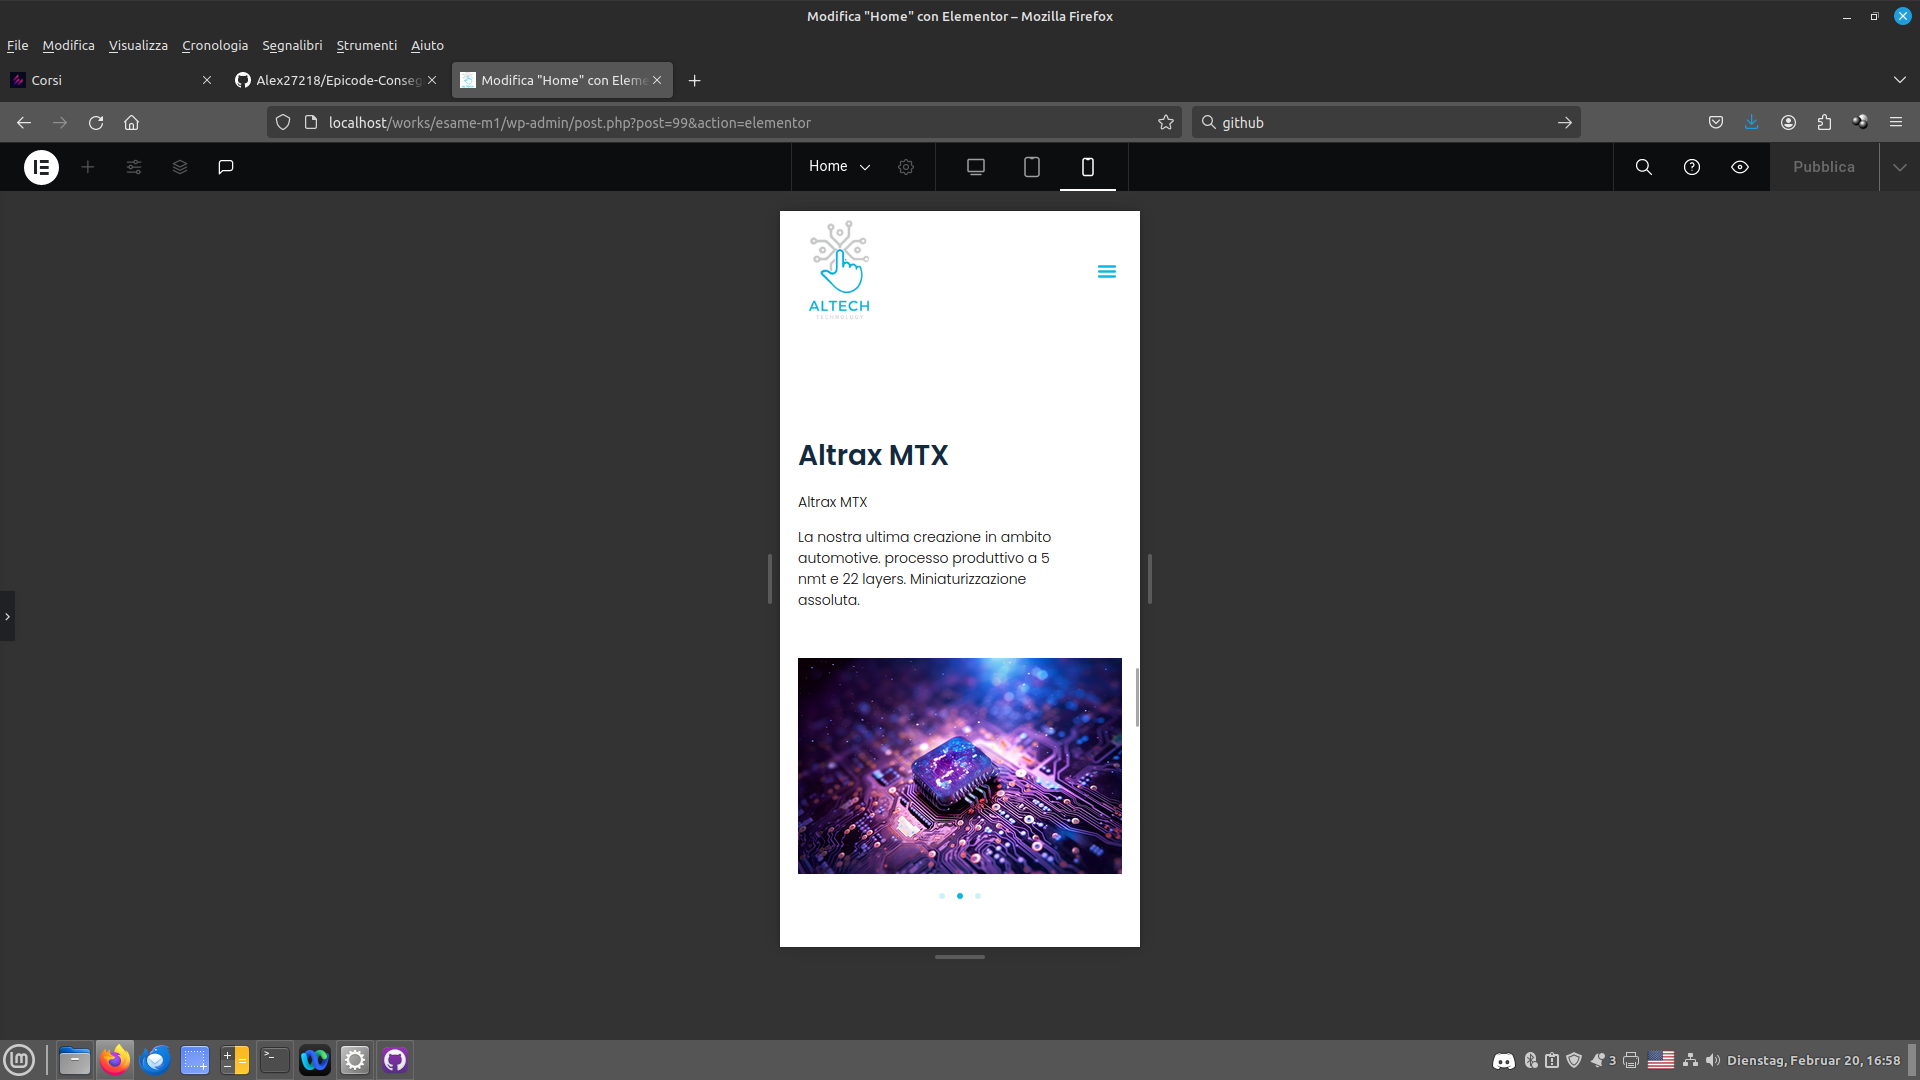 Modifica "Home" con Elementor – Mozilla Firefox
File Modifica Visualizza Cronologia Segnalibri Strumenti Aiuto
Corsi
Alex27218/Epicode-Conseg
Modifica "Home" con Eleme
localhost/works/esame-m1/wp-admin/post.php?post=99&action=elementor
github
Home
Pubblica
ALTECH
TECHNOLOGY
Altrax MTX
Altrax MTX
La nostra ultima creazione in ambito
automotive. processo produttivo a 5
nmt e 22 layers. Miniaturizzazione
assoluta.
3
Dienstag, Februar 20, 16:58